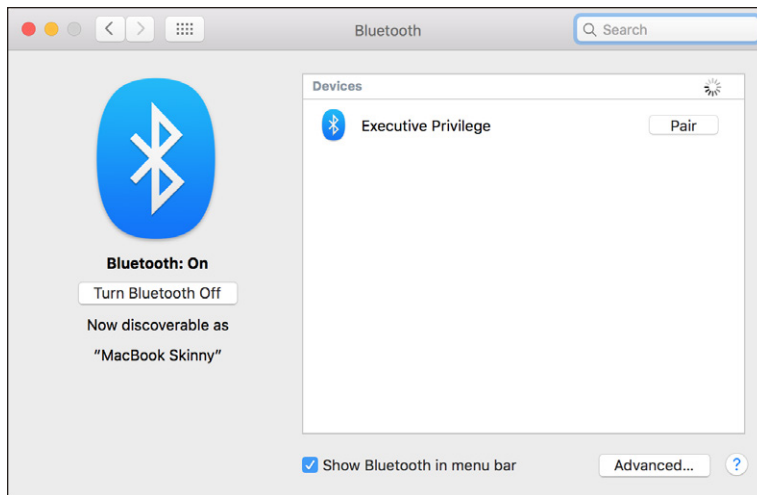 Bluetooth
Search
Devices
Executive Privilege
Pair
Bluetooth: On
Turn Bluetooth Off
Now discoverable as
“MacBook Skinny”
Show Bluetooth in menu bar
Advanced...
?